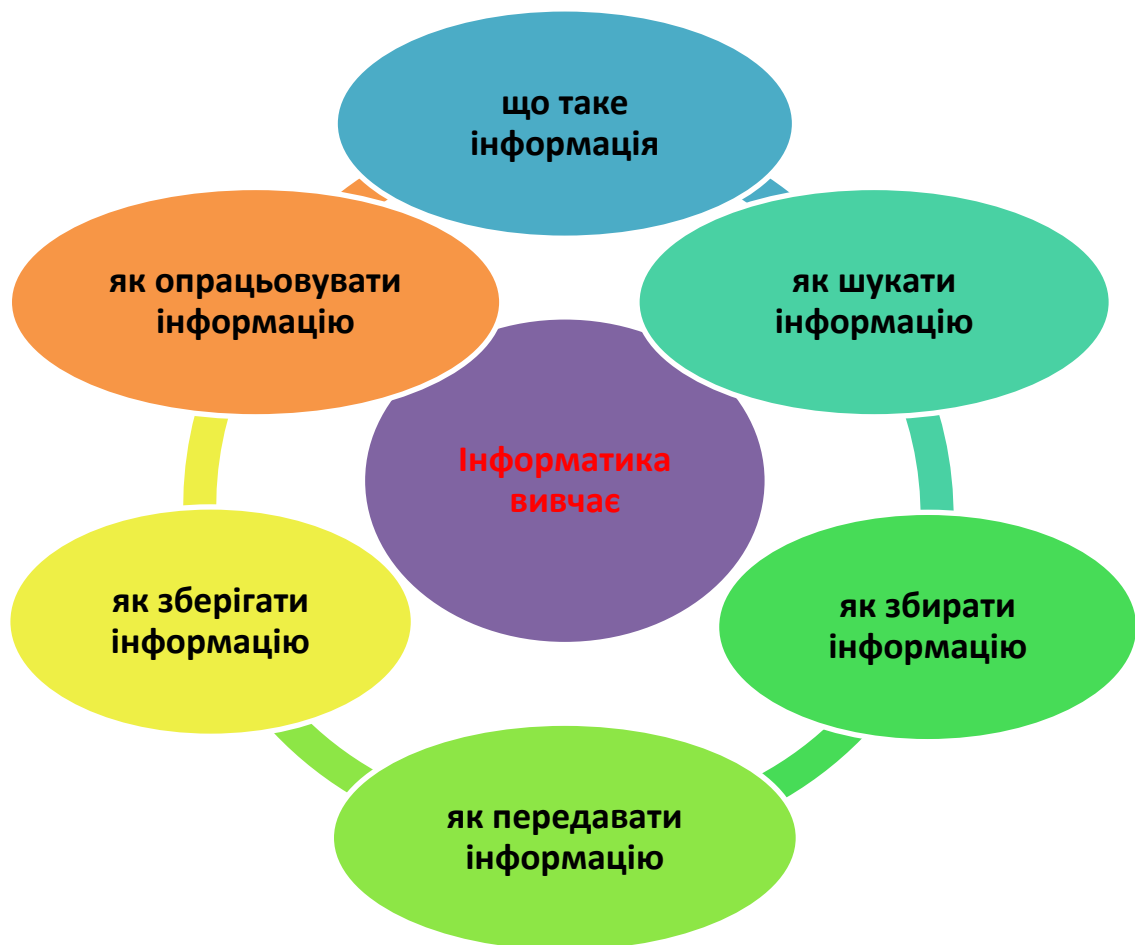 що таке
інформація
як шукати
інформацію
як збирати
інформацію
як передавати
інформацію
як зберігати
інформацію
як опрацьовувати
інформацію
Інформатика
вивчає